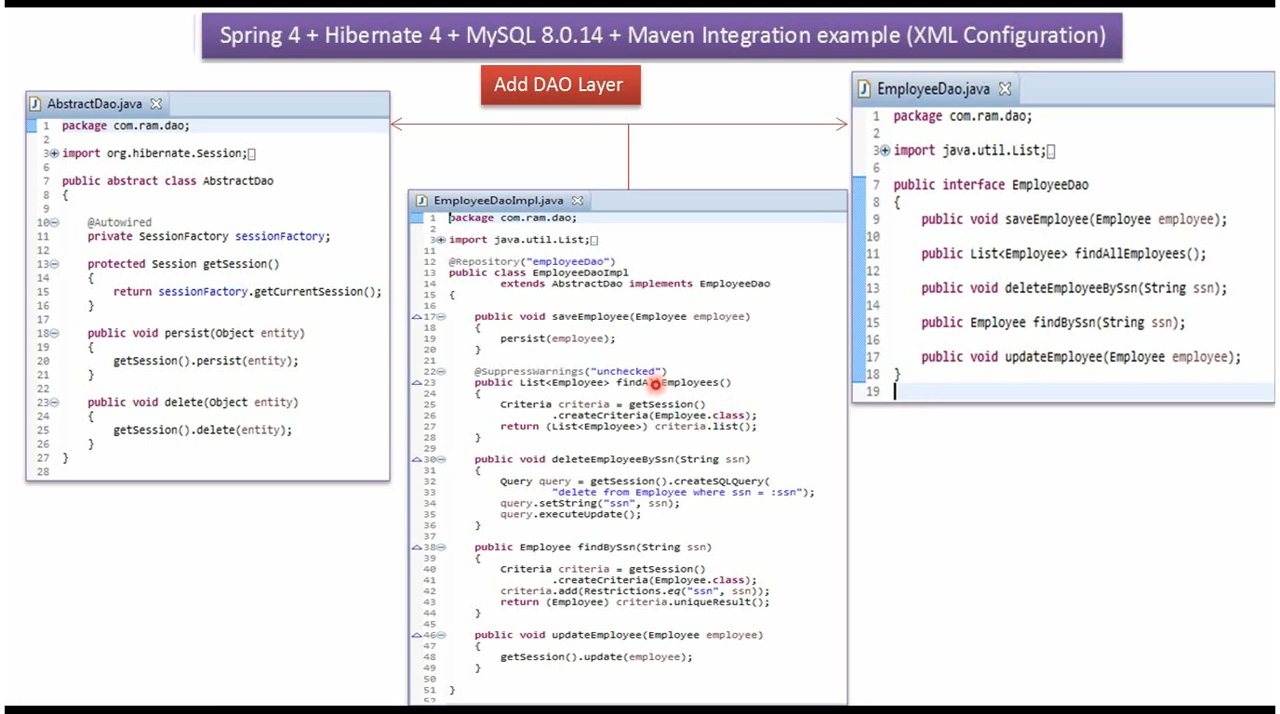 Spring 4 + Hibernate 4 + MySQL 8.0.14 + Maven Integration example (XML Configuration)
Add DAO Layer
AbstractDao.java
1 package com.ram.dao;
2
3 import org.hibernate.Session;
6
7 public abstract class AbstractDao
8 {
9
10 @Autowired
11 private SessionFactory sessionFactory;
12
13 protected Session getSession()
14 {
15 return sessionFactory.getCurrentSession();
16 }
17
18 public void persist(Object entity)
19 {
20 getSession().persist(entity);
21 }
22
23 public void delete(Object entity)
24 {
25 getSession().delete(entity);
26 }
27 }
28
EmployeeDaoImpl.java
1 package com.ram.dao;
2
3 import java.util.List;
11
12 @Repository("employeeDao")
13 public class EmployeeDaoImpl
14 extends AbstractDao implements EmployeeDao
15 {
16
17 public void saveEmployee(Employee employee)
18 {
19 persist(employee);
20 }
21
22 @SuppressWarnings("unchecked")
23 public List<Employee> findAllEmployees()
24 {
25 Criteria criteria = getSession()
26 .createCriteria(Employee.class);
27 return (List<Employee>) criteria.list();
28 }
29
30 public void deleteEmployeeBySsn(String ssn)
31 {
32 Query query = getSession().createSQLQuery(
33 "delete from Employee where ssn = :ssn");
34 query.setString("ssn", ssn);
35 query.executeUpdate();
36 }
37
38 public Employee findBySsn(String ssn)
39 {
40 Criteria criteria = getSession()
41 .createCriteria(Employee.class);
42 criteria.add(Restrictions.eq("ssn", ssn));
43 return (Employee) criteria.uniqueResult();
44 }
45
46 public void updateEmployee(Employee employee)
47 {
48 getSession().update(employee);
49 }
50
51 }
52
EmployeeDao.java
1 package com.ram.dao;
2
3 import java.util.List;
6
7 public interface EmployeeDao
8 {
9 public void saveEmployee(Employee employee);
10
11 public List<Employee> findAllEmployees();
12
13 public void deleteEmployeeBySsn(String ssn);
14
15 public Employee findBySsn(String ssn);
16
17 public void updateEmployee(Employee employee);
18 }
19